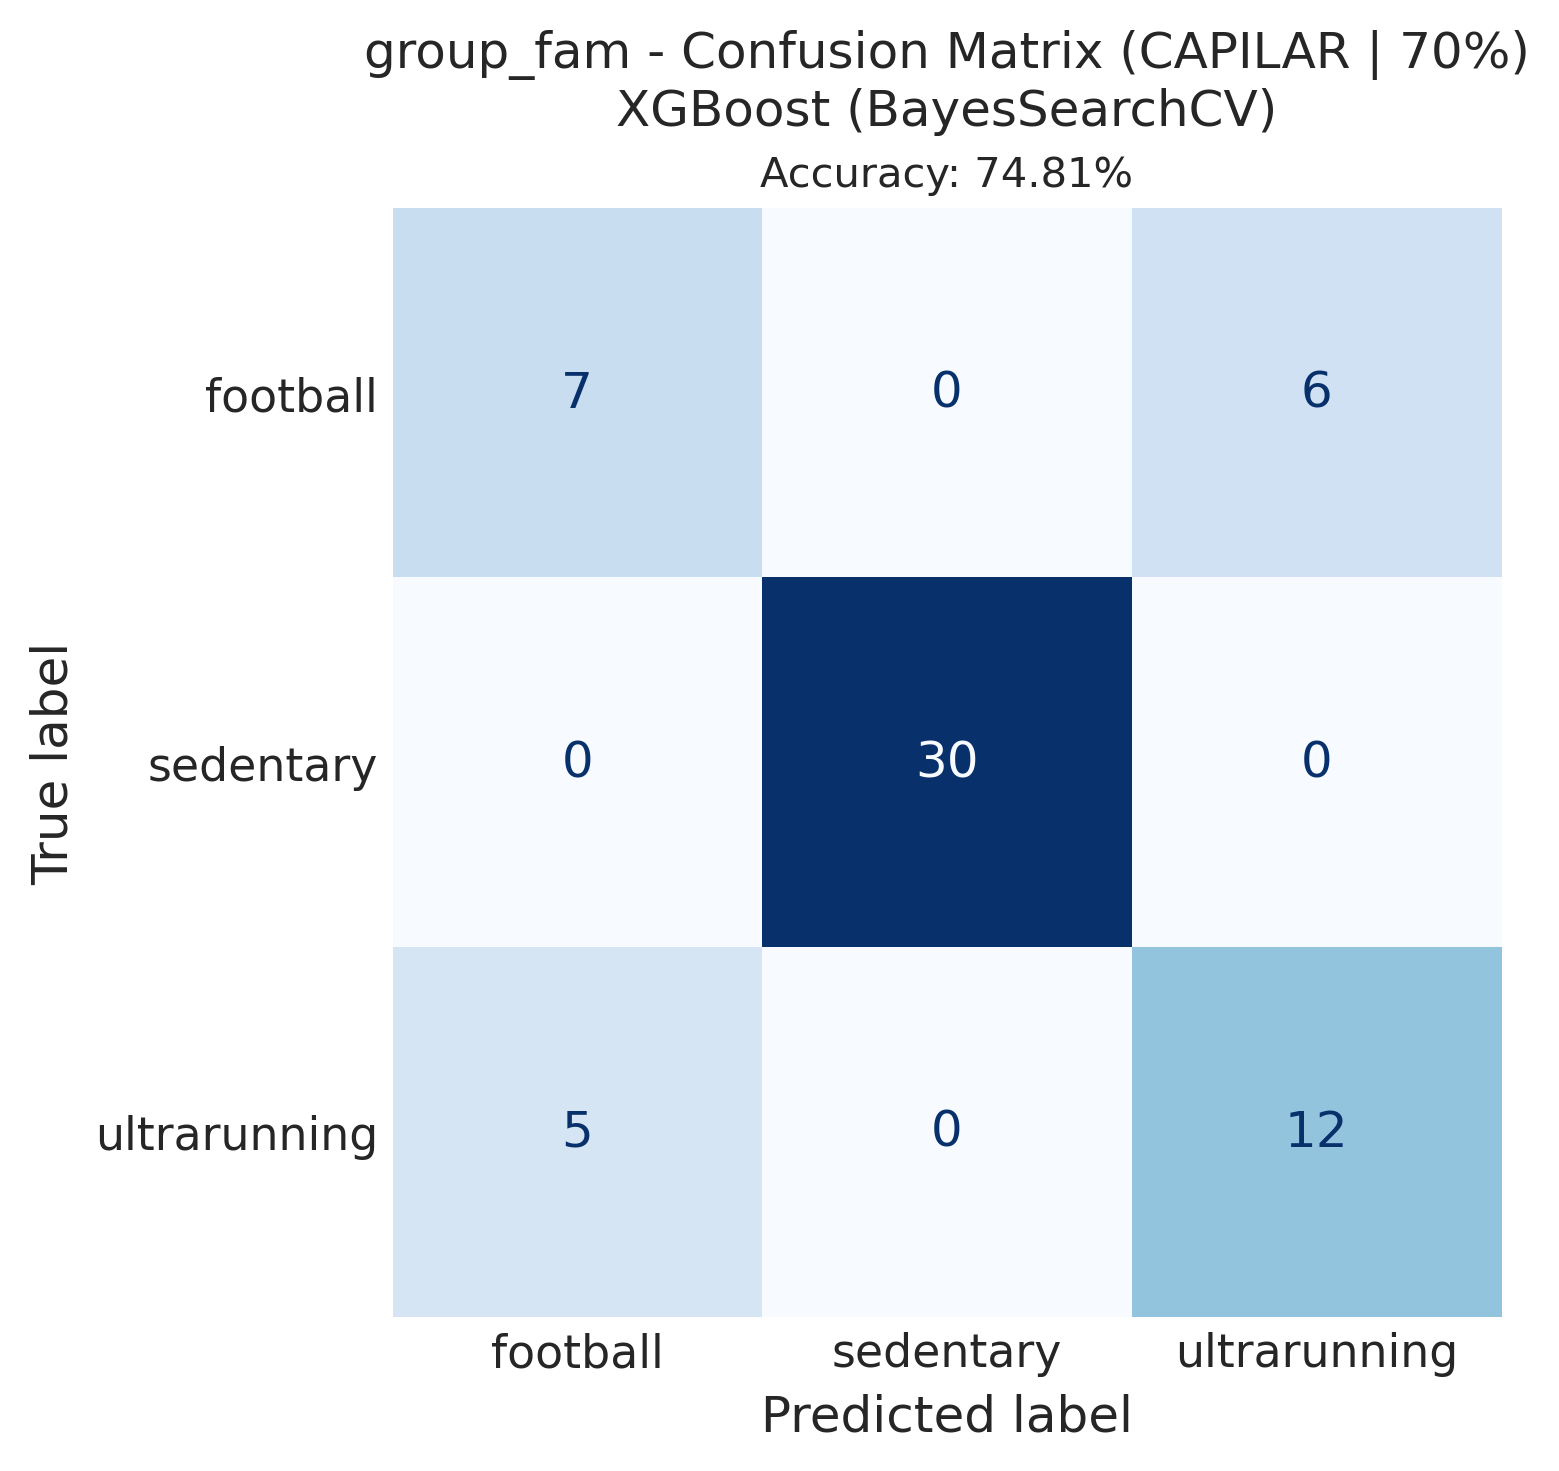 group_fam - Confusion Matrix (CAPILAR | 70%)
XGBoost (BayesSearchCV)
Accuracy: 74.81%
True label
football
7
0
6
sedentary
0
30
0
ultrarunning
5
0
12
football
sedentary
ultrarunning
Predicted label